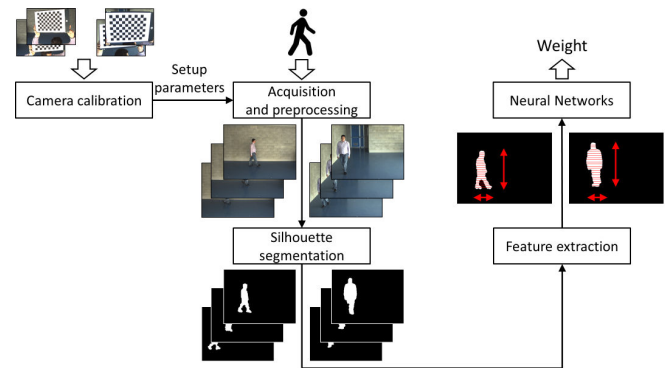 Weight
Setup
parameters
Camera calibration
Acquisition
and preprocessing
Neural Networks
Silhouette
segmentation
Feature extraction